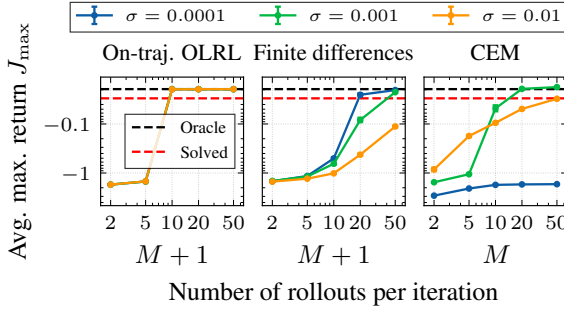 σ = 0.0001 σ = 0.001 σ = 0.01
On-traj. OLRL Finite differences CEM
Avg. max. return J_max
−0.1
−1
Oracle
Solved
2 5 10 20 50 2 5 10 20 50 2 5 10 20 50
M + 1 M + 1 M
Number of rollouts per iteration